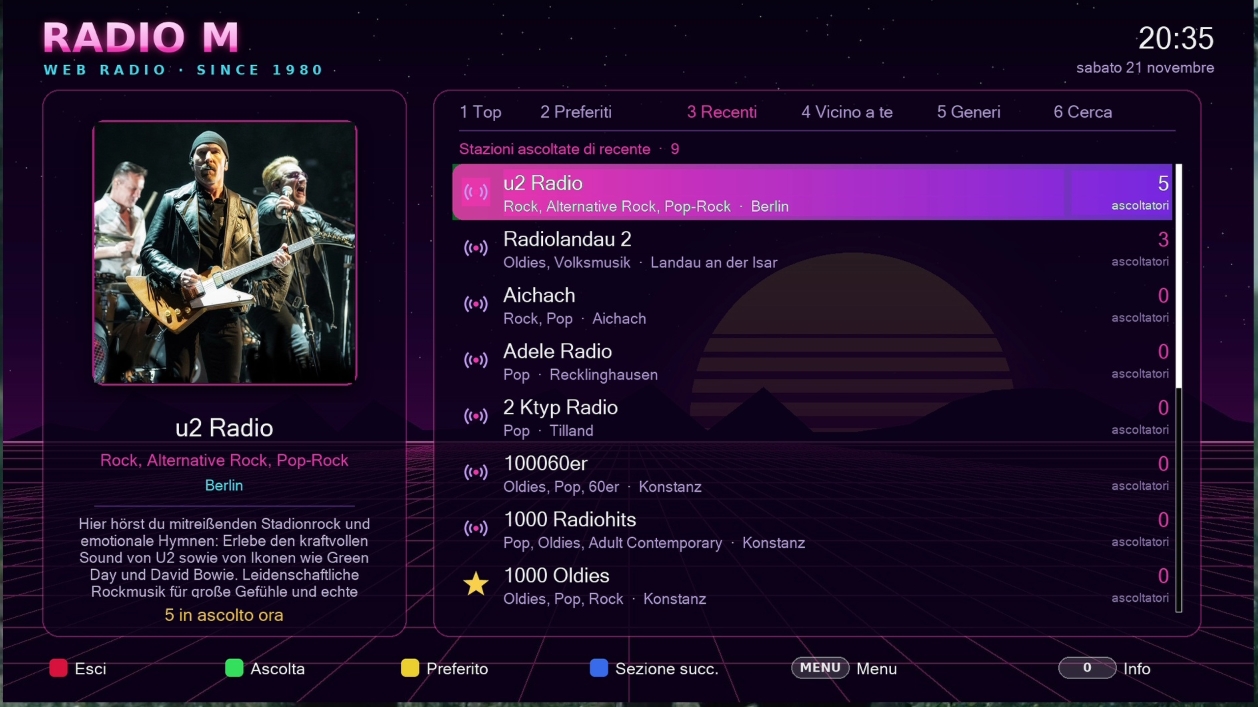 RADIO M
WEB RADIO · SINCE 1980
20:35
sabato 21 novembre
1 Top 2 Preferiti 3 Recenti 4 Vicino a te 5 Generi 6 Cerca
Stazioni ascoltate di recente · 9
u2 Radio 5
Rock, Alternative Rock, Pop-Rock · Berlin ascoltatori
Radiolandau 2 3
Oldies, Volksmusik · Landau an der Isar ascoltatori
Aichach 0
Rock, Pop · Aichach ascoltatori
Adele Radio 0
Pop · Recklinghausen ascoltatori
2 Ktyp Radio 0
Pop · Tilland ascoltatori
100060er 0
Oldies, Pop, 60er · Konstanz ascoltatori
1000 Radiohits 0
Pop, Oldies, Adult Contemporary · Konstanz ascoltatori
1000 Oldies 0
Oldies, Pop, Rock · Konstanz ascoltatori
u2 Radio
Rock, Alternative Rock, Pop-Rock
Berlin
Hier hörst du mitreißenden Stadionrock und
emotionale Hymnen: Erlebe den kraftvollen
Sound von U2 sowie von Ikonen wie Green
Day und David Bowie. Leidenschaftliche
Rockmusik für große Gefühle und echte
5 in ascolto ora
Esci Ascolta Preferito Sezione succ. MENU Menu 0 Info